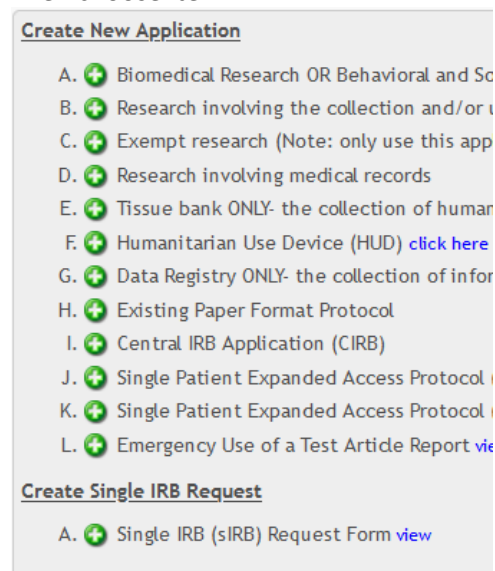 Create New Application
A. Biomedical Research OR Behavioral and So
B. Research involving the collection and/or
C. Exempt research (Note: only use this app
D. Research involving medical records
E. Tissue bank ONLY- the collection of human
F. Humanitarian Use Device (HUD) click here
G. Data Registry ONLY- the collection of infor
H. Existing Paper Format Protocol
I. Central IRB Application (CIRB)
J. Single Patient Expanded Access Protocol
K. Single Patient Expanded Access Protocol
L. Emergency Use of a Test Article Report vie
Create Single IRB Request
A. Single IRB (sIRB) Request Form view